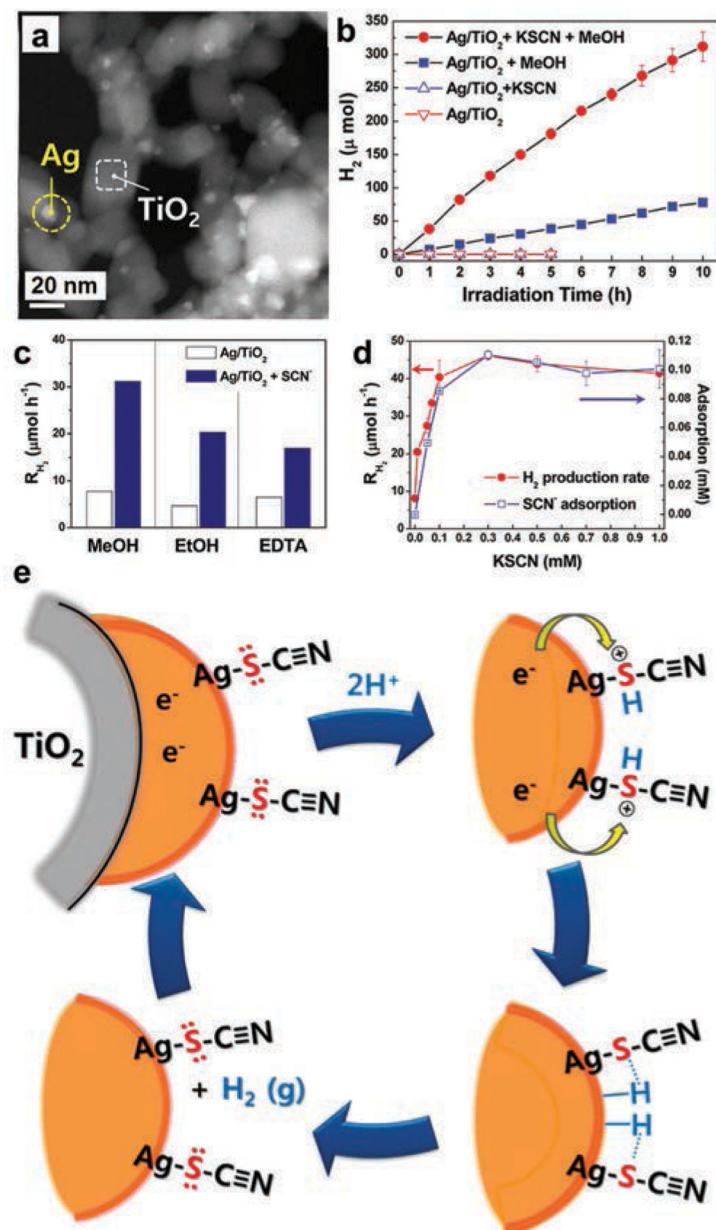 a
Ag
TiO₂
20 nm
b
Ag/TiO₂+ KSCN + MeOH
Ag/TiO₂ + MeOH
Ag/TiO₂+KSCN
Ag/TiO₂
H₂ (μ mol)
350
300
250
200
150
100
50
0
0 1 2 3 4 5 6 7 8 9 10
Irradiation Time (h)
c
Ag/TiO₂
Ag/TiO₂ + SCN⁻
R_H₂ (μmol h⁻¹)
40
30
20
10
0
MeOH EtOH EDTA
d
R_H₂ (μmol h⁻¹)
50
40
30
20
10
0
H₂ production rate
SCN⁻ adsorption
0.12
0.10
0.08
0.06
0.04
0.02
0.00
Adsorption (mM)
0.0 0.1 0.2 0.3 0.4 0.5 0.6 0.7 0.8 0.9 1.0
KSCN (mM)
e
TiO₂
e⁻
e⁻
Ag-S-C≡N
Ag-S-C≡N
2H⁺
e⁻
e⁻
Ag-S-C≡N
H
H
Ag-S-C≡N
Ag-S-C≡N
H
H
Ag-S-C≡N
Ag-S-C≡N
+ H₂ (g)
Ag-S-C≡N